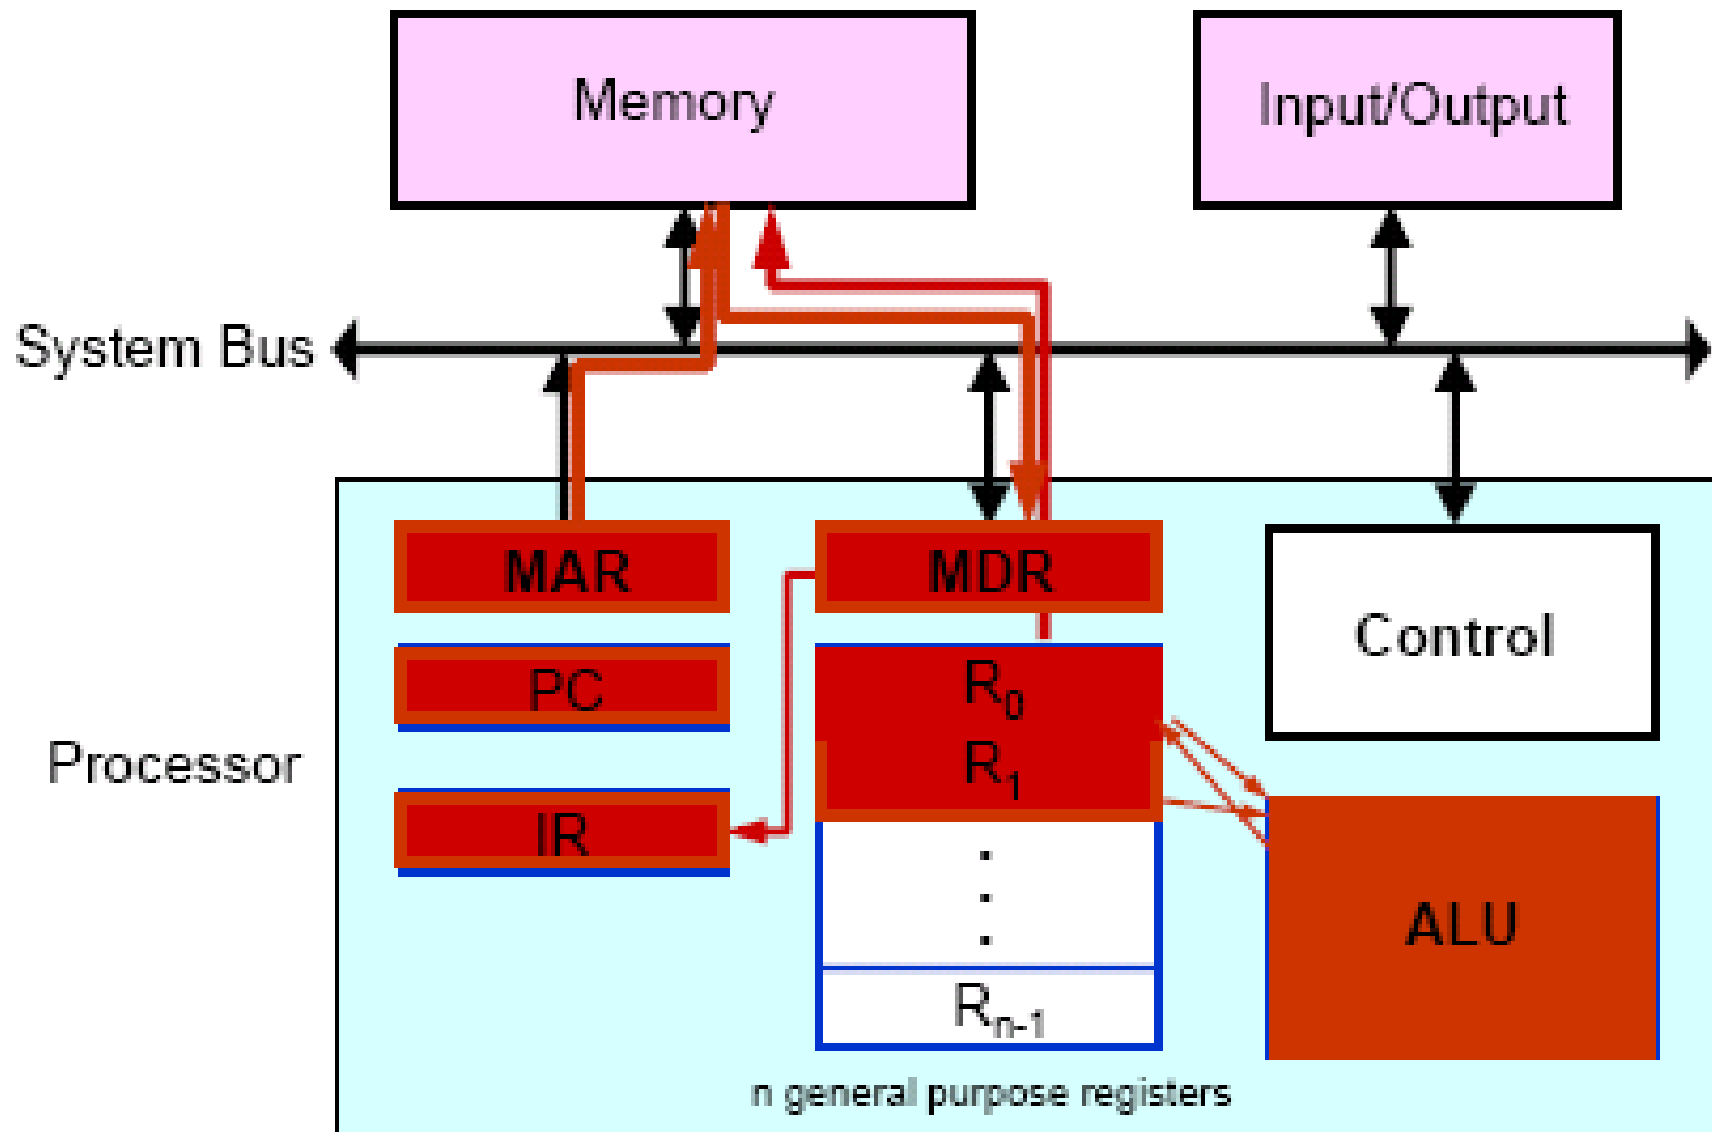 Memory
Input/Output
System Bus
MAR
MDR
Control
PC
R0
Processor
R1
IR
.
.
.
ALU
Rn-1
n general purpose registers